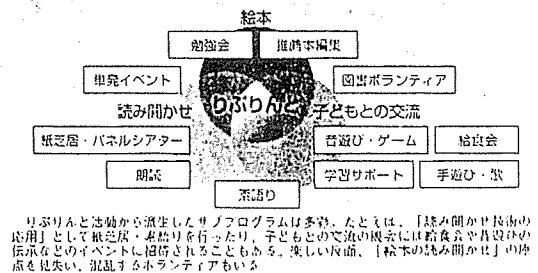 絵本
勉強会 推薦本編集
単発イベント 図書ボランティア
読み聞かせ りぷりんと 子どもとの交流
紙芝居・パネルシアター 昔遊び・ゲーム 給食会
朗読 学習サポート 手遊び・歌
素語り
りぷりんと活動から派生したサブプログラムは多彩。たとえば、「読み聞かせ技術の
応用」として紙芝居・素語りを行ったり、子どもとの交流の機会には給食会や昔遊びの
伝承などのイベントに招待されることもある。楽しい反面、「絵本の読み聞かせ」の原
点を見失い、混乱するボランティアもいる